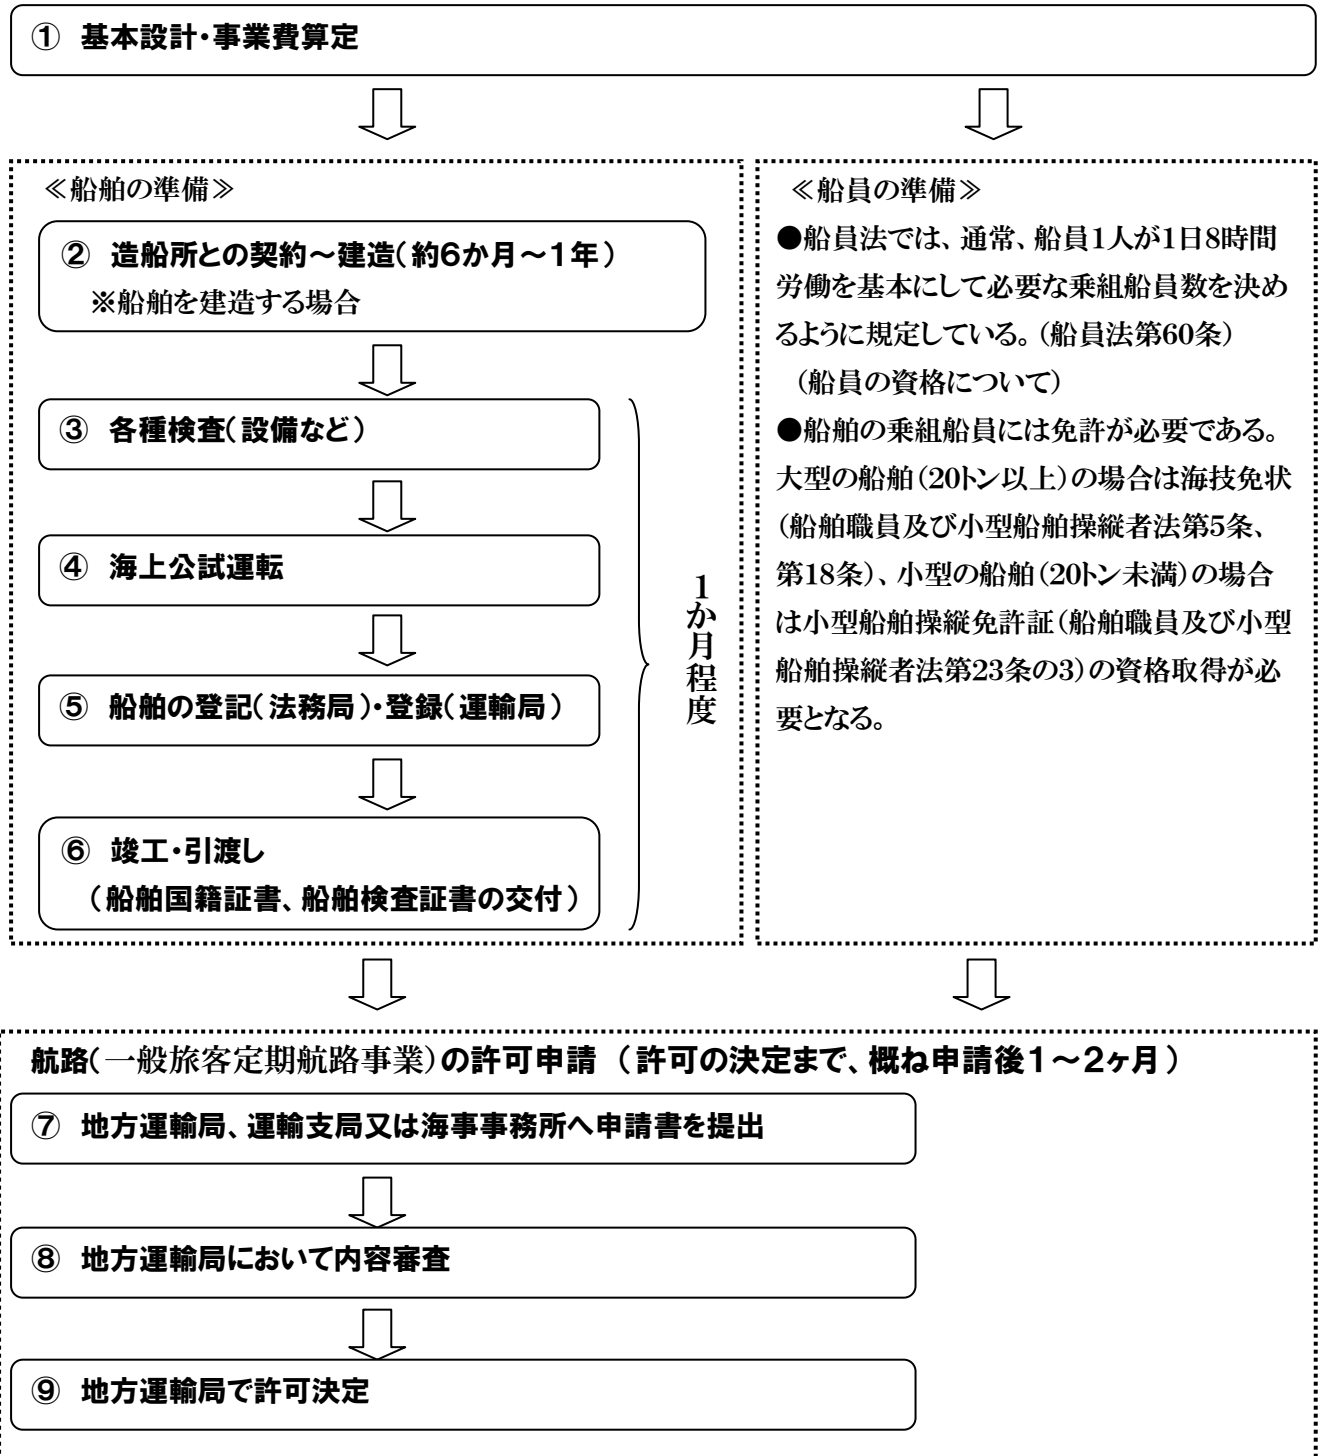 ① 基本設計・事業費算定
≪船舶の準備≫
② 造船所との契約～建造（約6か月～1年）
※船舶を建造する場合
③ 各種検査（設備など）
④ 海上公試運転
⑤ 船舶の登記（法務局）・登録（運輸局）
⑥ 竣工・引渡し
（船舶国籍証書、船舶検査証書の交付）
1か月程度
≪船員の準備≫
●船員法では、通常、船員1人が1日8時間
労働を基本にして必要な乗組船員数を決め
るように規定している。（船員法第60条）
（船員の資格について）
●船舶の乗組船員には免許が必要である。
大型の船舶（20トン以上）の場合は海技免状
（船舶職員及び小型船舶操縦者法第5条、
第18条）、小型の船舶（20トン未満）の場合
は小型船舶操縦免許証（船舶職員及び小型
船舶操縦者法第23条の3）の資格取得が必
要となる。
航路（一般旅客定期航路事業）の許可申請 （許可の決定まで、概ね申請後1～2ヶ月）
⑦ 地方運輸局、運輸支局又は海事事務所へ申請書を提出
⑧ 地方運輸局において内容審査
⑨ 地方運輸局で許可決定